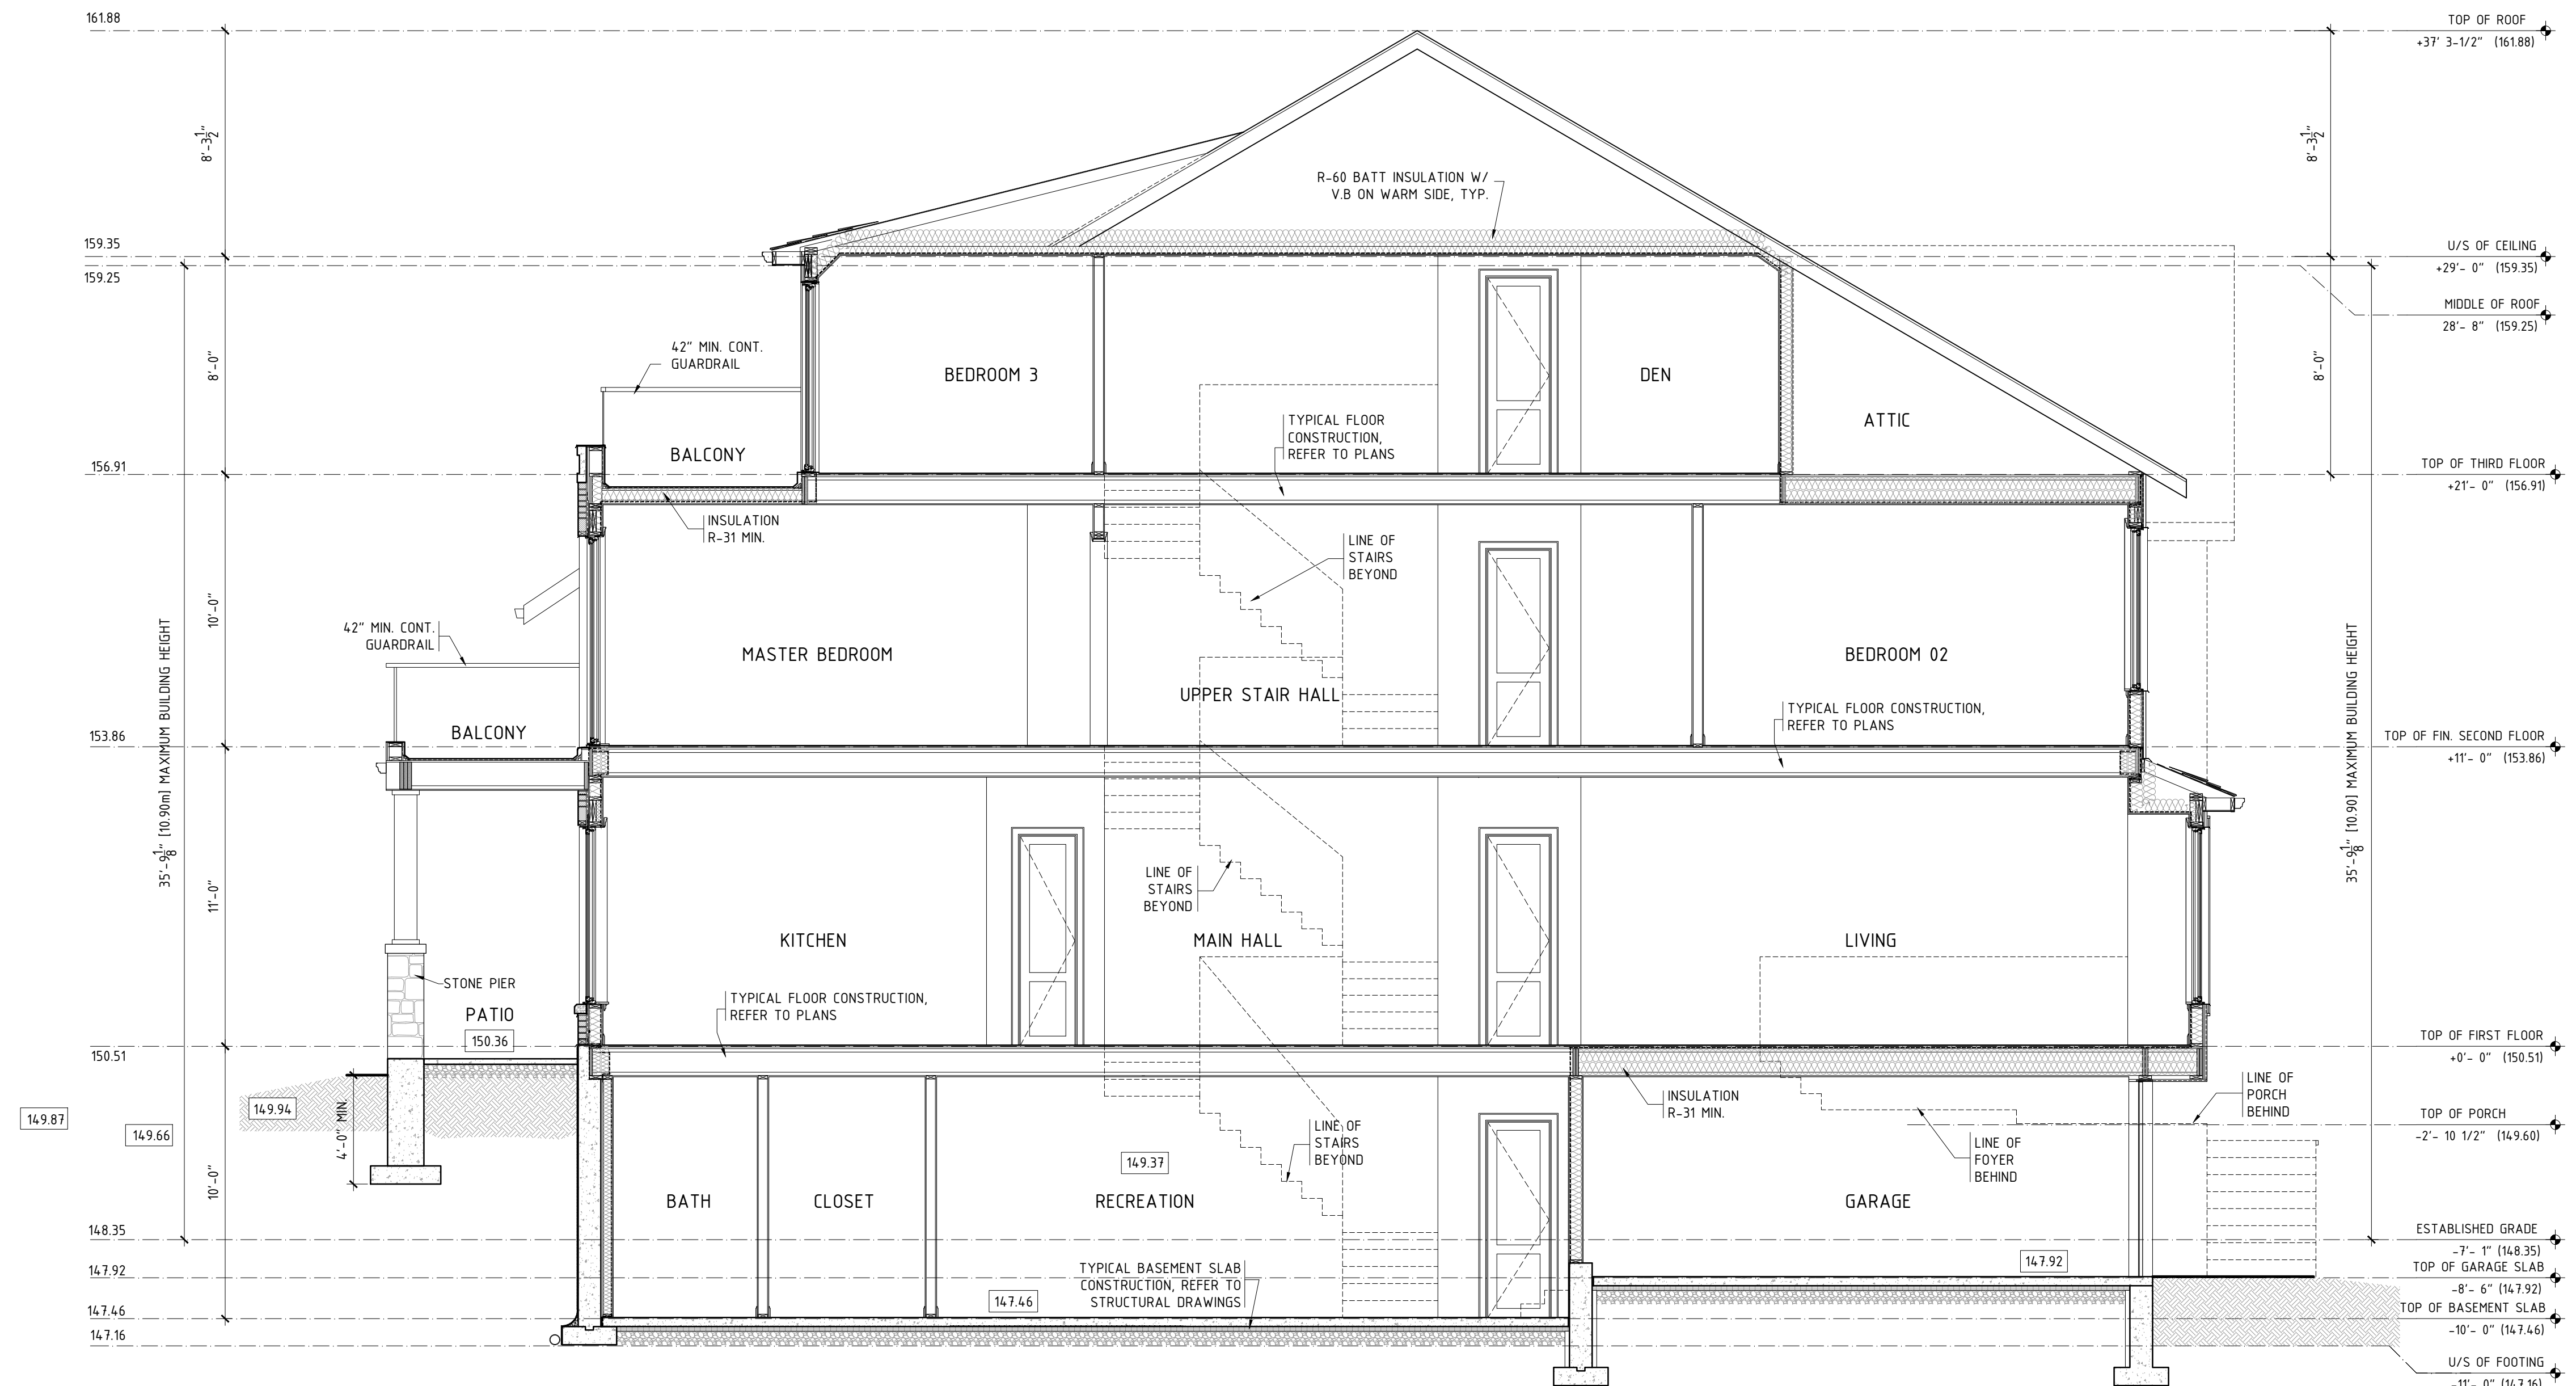 161.88
TOP OF ROOF
+37' 3-1/2" (161.88)
8'-3 1/2"
8'-3 1/2"
R-60 BATT INSULATION W/
V.B ON WARM SIDE, TYP.
159.35
159.25
U/S OF CEILING
+29'- 0" (159.35)
MIDDLE OF ROOF
28'- 8" (159.25)
42" MIN. CONT.
GUARDRAIL
8'-0"
BEDROOM 3
DEN
8'-0"
ATTIC
TYPICAL FLOOR
CONSTRUCTION,
REFER TO PLANS
BALCONY
156.91
TOP OF THIRD FLOOR
+21'- 0" (156.91)
INSULATION
R-31 MIN.
LINE OF
STAIRS
BEYOND
10'-0"
42" MIN. CONT.
GUARDRAIL
MASTER BEDROOM
BEDROOM 02
UPPER STAIR HALL
TYPICAL FLOOR CONSTRUCTION,
REFER TO PLANS
BALCONY
153.86
TOP OF FIN. SECOND FLOOR
+11'- 0" (153.86)
35'-9 1/8" [10.90m] MAXIMUM BUILDING HEIGHT
35'-9 1/8" [10.90] MAXIMUM BUILDING HEIGHT
11'-0"
LINE OF
STAIRS
BEYOND
KITCHEN
MAIN HALL
LIVING
STONE PIER
TYPICAL FLOOR CONSTRUCTION,
REFER TO PLANS
PATIO
150.36
150.51
TOP OF FIRST FLOOR
+0'- 0" (150.51)
INSULATION
R-31 MIN.
LINE OF
PORCH
BEHIND
149.94
149.87
149.66
4'-0" MIN.
TOP OF PORCH
-2'- 10 1/2" (149.60)
LINE OF
STAIRS
BEYOND
LINE OF
FOYER
BEHIND
149.37
10'-0"
BATH
CLOSET
RECREATION
GARAGE
148.35
ESTABLISHED GRADE
-7'- 1" (148.35)
147.92
147.92
TOP OF GARAGE SLAB
-8'- 6" (147.92)
TYPICAL BASEMENT SLAB
CONSTRUCTION, REFER TO
STRUCTURAL DRAWINGS
147.46
147.46
TOP OF BASEMENT SLAB
-10'- 0" (147.46)
147.16
U/S OF FOOTING
-11'- 0" (147.16)